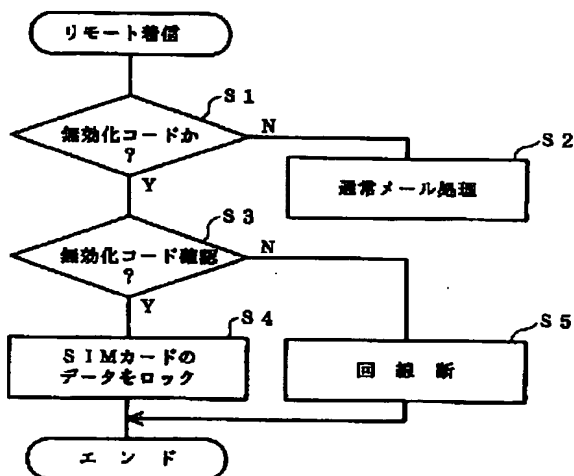 リモート着信
S1
無効化コードか
?
N
Y
S2
通常メール処理
S3
無効化コード確認
?
N
Y
S4
SIMカードの
データをロック
S5
回線断
エンド